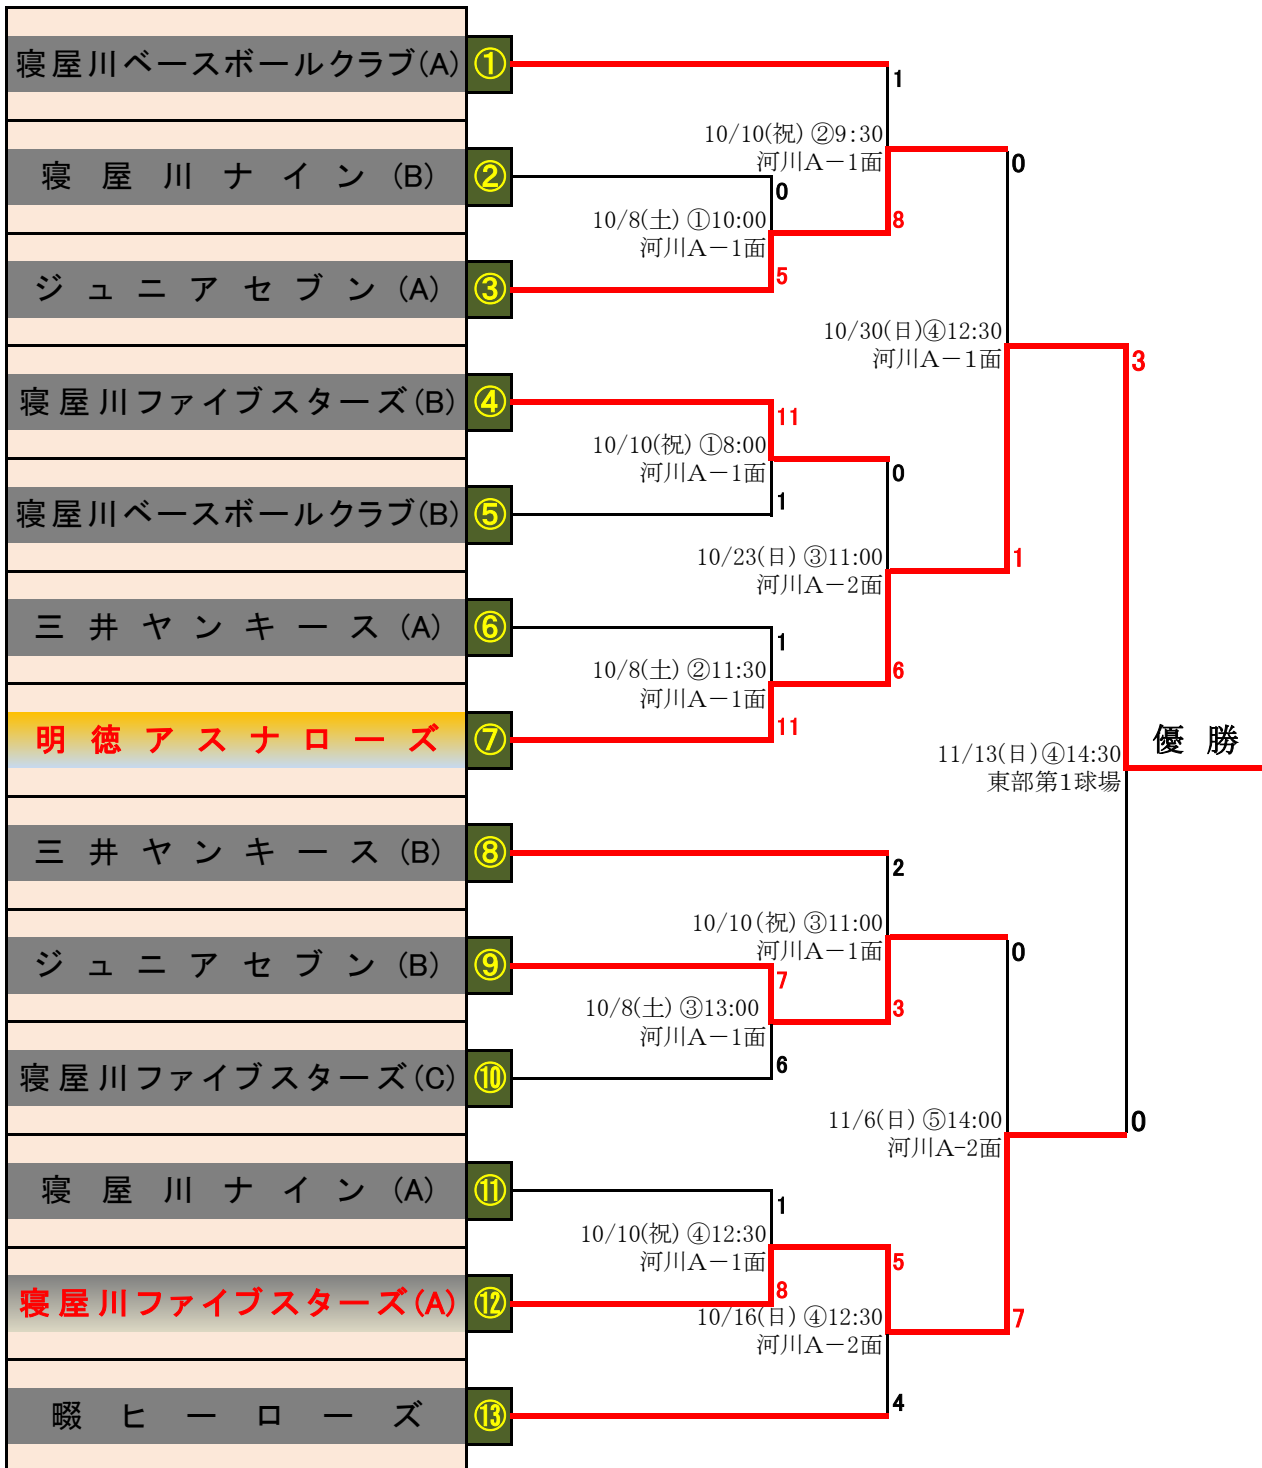 寝屋川ベースボールクラブ(A) ①
1
10/10(祝) ②9:30
河川A－1面
0
寝屋川ナイン(B) ②
0
10/8(土) ①10:00
河川A－1面
8
ジュニアセブン(A) ③
5
10/30(日)④12:30
河川A－1面
3
寝屋川ファイブスターズ(B) ④
11
10/10(祝) ①8:00
河川A－1面
0
寝屋川ベースボールクラブ(B) ⑤
1
10/23(日) ③11:00
河川A－2面
1
三井ヤンキース(A) ⑥
1
10/8(土) ②11:30
河川A－1面
6
明徳アスナローズ ⑦
11
優勝
11/13(日)④14:30
東部第1球場
三井ヤンキース(B) ⑧
2
10/10(祝) ③11:00
河川A－1面
0
ジュニアセブン(B) ⑨
7
10/8(土) ③13:00
河川A－1面
3
寝屋川ファイブスターズ(C) ⑩
6
11/6(日) ⑤14:00
河川A-2面
0
寝屋川ナイン(A) ⑪
1
10/10(祝) ④12:30
河川A－1面
5
寝屋川ファイブスターズ(A) ⑫
8
10/16(日) ④12:30
河川A－2面
7
畷ヒーローズ ⑬
4